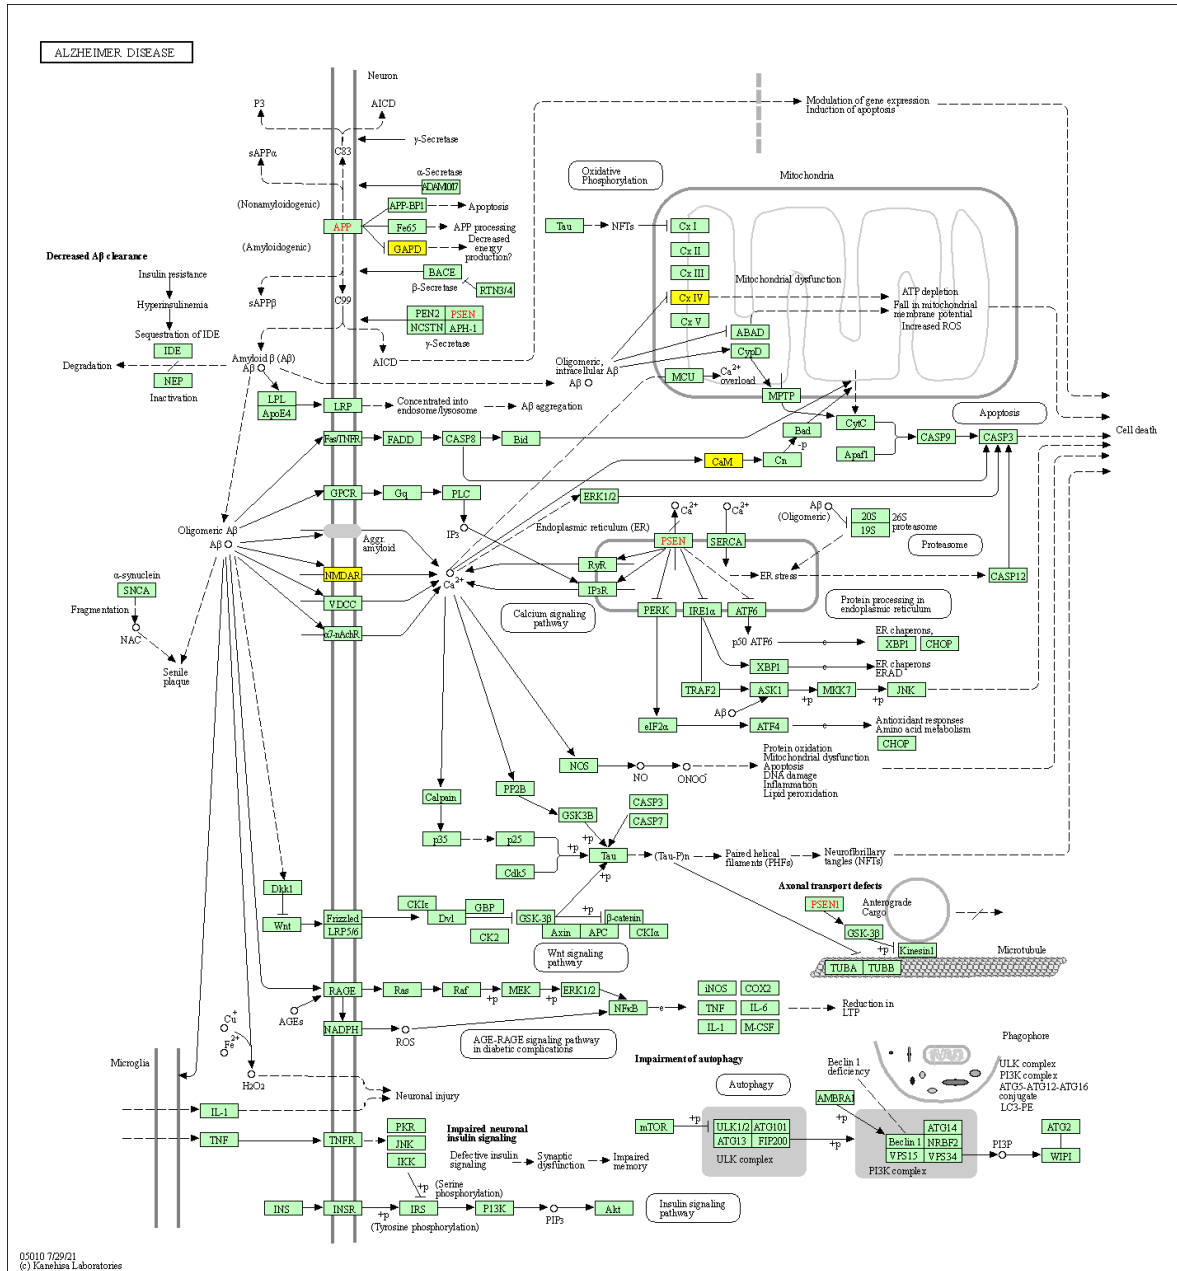 ALZHEIMER DISEASE
Neuron
P3
AICD
Modulation of gene expression
Induction of apoptosis
γ-Secretase
C83
sAPPα
α-Secretase
ADAM10/17
Oxidative
Phosphorylation
Mitochondria
(Nonamyloidogenic)
APP-BP1
Apoptosis
APP
Fe65
APP processing
Tau
NFTs
Cx I
(Amyloidogenic)
GAPD
Decreased
energy
production?
Cx II
Decreased Aβ clearance
BACE
Cx III
Mitochondrial dysfunction
Insulin resistance
β-Secretase
RTN3/4
Cx IV
ATP depletion
Hyperinsulinemia
sAPPβ
C99
Fall in mitochondrial
membrane potential
Increased ROS
PEN2
PSEN
NCSTN
APH-1
γ-Secretase
Cx V
ABAD
Sequestration of IDE
IDE
Degradation
NEP
Inactivation
Amyloid β (Aβ)
Aβ
AICD
Oligomeric,
intracellular Aβ
Aβ
CypD
MCU
Ca2+
overload
MPTP
LPL
ApoE4
LRP
Concentrated into
endosome/lysosome
Aβ aggregation
Apoptosis
Fas/TNFR
FADD
CASP8
Bid
Bad
-p
CytC
Apaf1
CASP9
CASP3
Cell death
CaM
Cn
GPCR
Gq
PLC
ERK1/2
IP3
Oligomeric Aβ
Aβ
Aggr.
amyloid
Endoplasmic reticulum (ER)
Ca2+
Ca2+
Aβ
(Oligomeric)
20S
19S
26S
proteasome
Proteasome
PSEN
SERCA
NMDAR
Ca2+
RyR
IP3R
ER stress
CASP12
α-synuclein
SNCA
Fragmentation
NAC
VDCC
α7-nAchR
Calcium signaling
pathway
PERK
IRE1α
ATF6
Protein processing in
endoplasmic reticulum
Senile
plaque
p50 ATF6
e
ER chaperons,
XBP1
CHOP
XBP1
e
ER chaperons
ERAD
TRAF2
ASK1
+p
MKK7
+p
JNK
Aβ
eIF2α
ATF4
e
Antioxidant responses
Amino acid metabolism
CHOP
NOS
NO
ONOO-
Protein oxidation
Mitochondrial dysfunction
Apoptosis
DNA damage
Inflammation
Lipid peroxidation
Calpain
PP2B
GSK3B
CASP3
CASP7
p35
p25
+p
+p
Cdk5
Tau
+p
(Tau-P)n
Paired helical
filaments (PHFs)
Neurofibrillary
tangles (NFTs)
Dkk1
Wnt
Frizzled
LRP5/6
CKIε
Dvl
GBP
CK2
GSK-3β
Axin
APC
+p
β-catenin
CKIα
Wnt signaling
pathway
Axonal transport defects
PSEN1
Anterograde
Cargo
GSK-3β
+p
Kinesin1
Microtubule
TUBA
TUBB
RAGE
AGEs
Ras
Raf
+p
MEK
+p
ERK1/2
NFκB
e
iNOS
COX2
TNF
IL-6
IL-1
M-CSF
Reduction in
LTP
NADPH
ROS
AGE-RAGE signaling pathway
in diabetic complications
Cu+
Fe2+
H2O2
Microglia
Neuronal injury
IL-1
TNF
TNFR
PKR
JNK
IKK
Impaired neuronal
insulin signaling
Defective insulin
signaling
Synaptic
dysfunction
Impaired
memory
+p
(Serine
phosphorylation)
INS
INSR
+p
IRS
(Tyrosine phosphorylation)
PI3K
PIP3
Akt
Insulin signaling
pathway
Impairment of autophagy
Autophagy
Beclin 1
deficiency
Phagophore
ULK complex
PI3K complex
ATG5-ATG12-ATG16
conjugate
LC3-PE
AMBRA1
mTOR
+p
ULK1/2
ATG101
ATG13
FIP200
ULK complex
+p
ATG14
Beclin 1
NRBF2
VPS15
VPS34
PI3K complex
PI3P
ATG2
WIPI
05010 7/29/21
(c) Kanehisa Laboratories